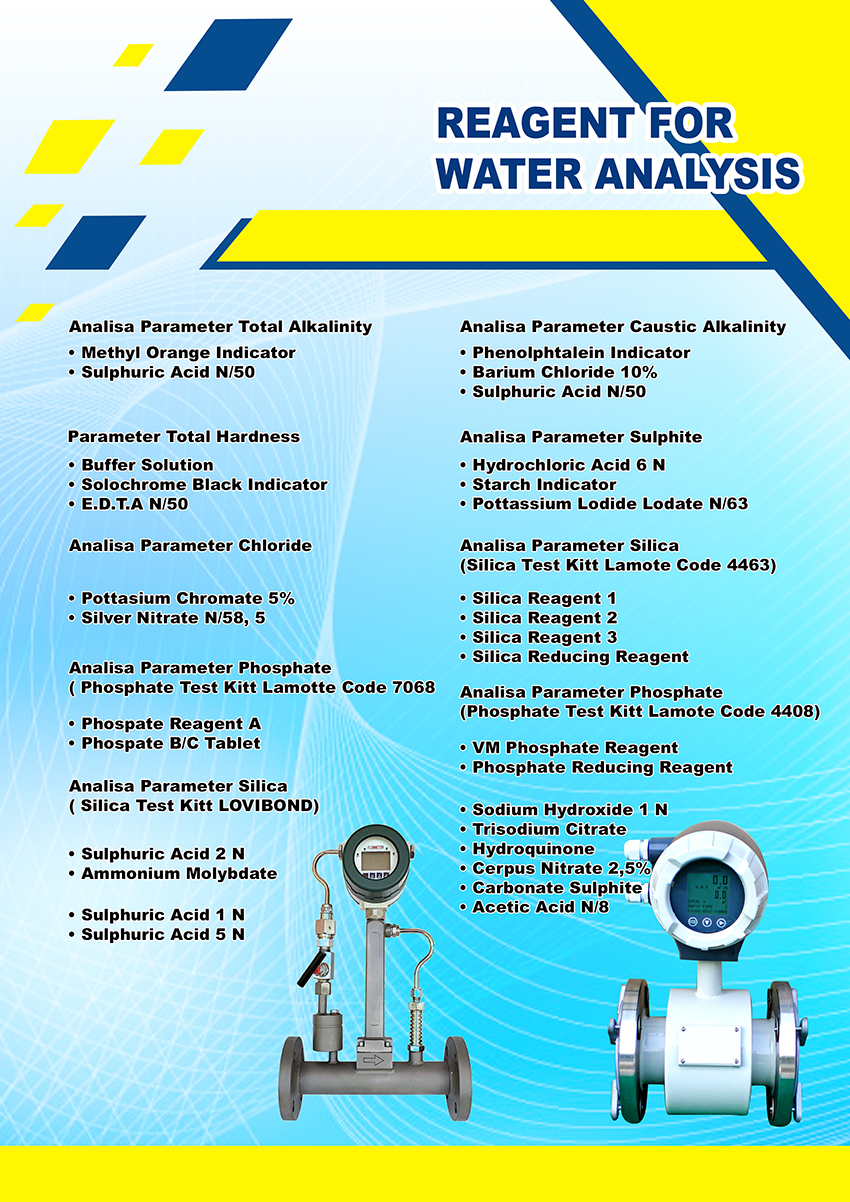 REAGENT FOR
WATER ANALYSIS
Analisa Parameter Total Alkalinity
• Methyl Orange Indicator
• Sulphuric Acid N/50
Parameter Total Hardness
• Buffer Solution
• Solochrome Black Indicator
• E.D.T.A N/50
Analisa Parameter Chloride
• Pottasium Chromate 5%
• Silver Nitrate N/58, 5
Analisa Parameter Phosphate
( Phosphate Test Kitt Lamotte Code 7068
• Phospate Reagent A
• Phospate B/C Tablet
Analisa Parameter Silica
( Silica Test Kitt LOVIBOND)
• Sulphuric Acid 2 N
• Ammonium Molybdate
• Sulphuric Acid 1 N
• Sulphuric Acid 5 N
Analisa Parameter Caustic Alkalinity
• Phenolphtalein Indicator
• Barium Chloride 10%
• Sulphuric Acid N/50
Analisa Parameter Sulphite
• Hydrochloric Acid 6 N
• Starch Indicator
• Pottassium Lodide Lodate N/63
Analisa Parameter Silica
(Silica Test Kitt Lamote Code 4463)
• Silica Reagent 1
• Silica Reagent 2
• Silica Reagent 3
• Silica Reducing Reagent
Analisa Parameter Phosphate
(Phosphate Test Kitt Lamote Code 4408)
• VM Phosphate Reagent
• Phosphate Reducing Reagent
• Sodium Hydroxide 1 N
• Trisodium Citrate
• Hydroquinone
• Cerpus Nitrate 2,5%
• Carbonate Sulphite
• Acetic Acid N/8
FLOWMETER
0.0
0.0